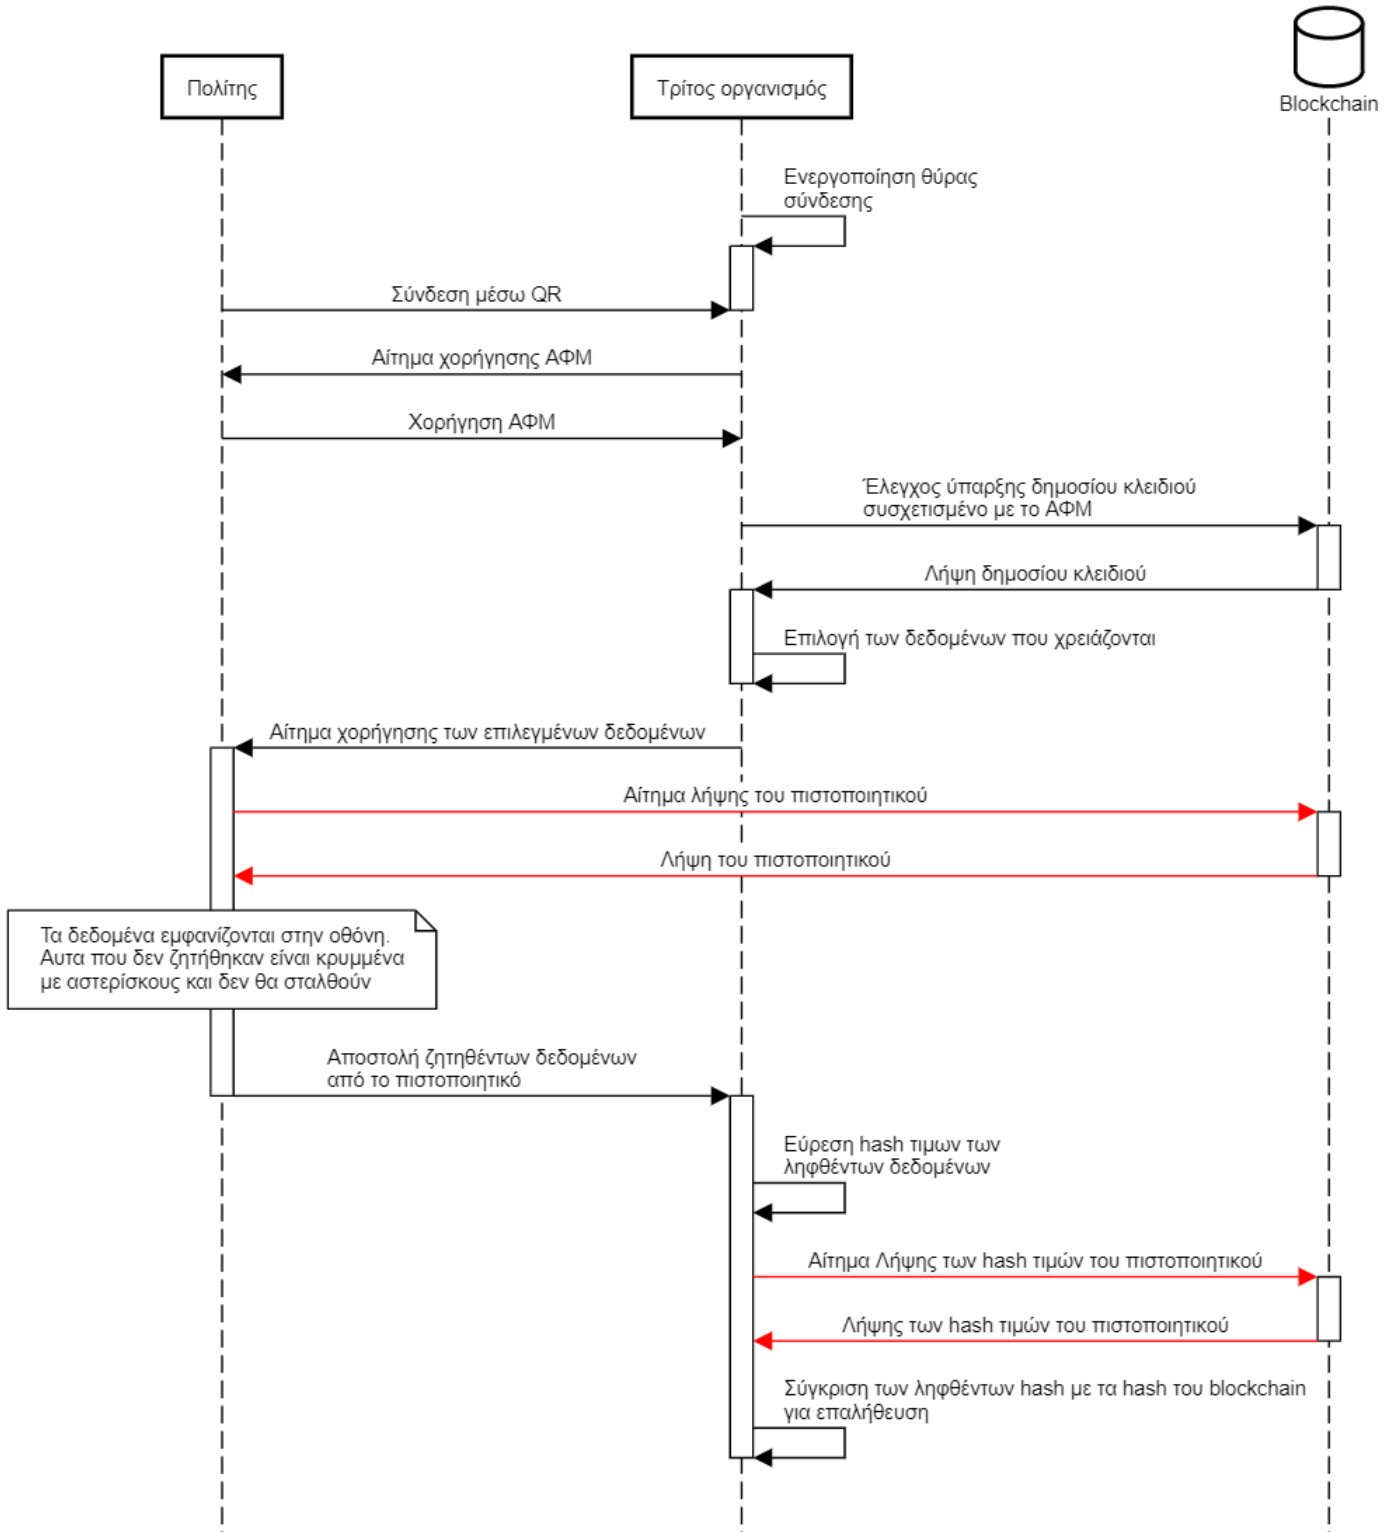 Πολίτης
Τρίτος οργανισμός
Blockchain
Ενεργοποίηση θύρας
σύνδεσης
Σύνδεση μέσω QR
Αίτημα χορήγησης ΑΦΜ
Χορήγηση ΑΦΜ
Έλεγχος ύπαρξης δημοσίου κλειδιού
συσχετισμένο με το ΑΦΜ
Λήψη δημοσίου κλειδιού
Επιλογή των δεδομένων που χρειάζονται
Αίτημα χορήγησης των επιλεγμένων δεδομένων
Αίτημα λήψης του πιστοποιητικού
Λήψη του πιστοποιητικού
Τα δεδομένα εμφανίζονται στην οθόνη.
Αυτα που δεν ζητήθηκαν είναι κρυμμένα
με αστερίσκους και δεν θα σταλθούν
Αποστολή ζητηθέντων δεδομένων
από το πιστοποιητικό
Εύρεση hash τιμων των
ληφθέντων δεδομένων
Αίτημα Λήψης των hash τιμών του πιστοποιητικού
Λήψης των hash τιμών του πιστοποιητικού
Σύγκριση των ληφθέντων hash με τα hash του blockchain
για επαλήθευση